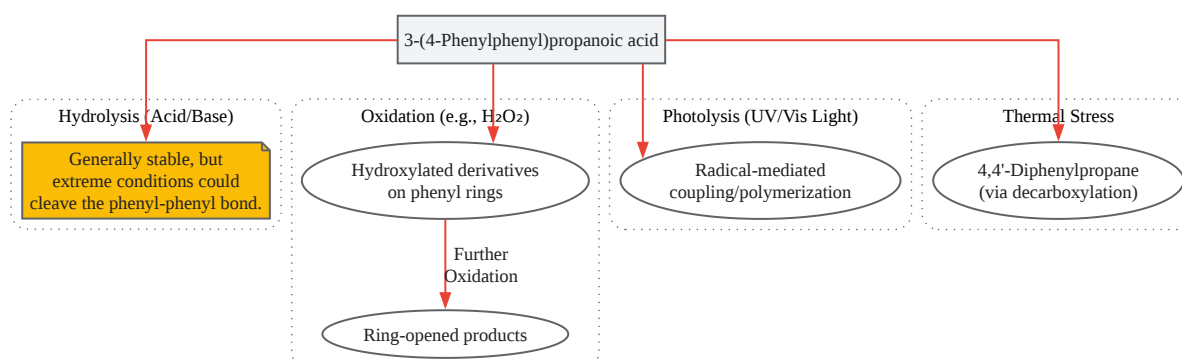 3-(4-Phenylphenyl)propanoic acid
Hydrolysis (Acid/Base)
Generally stable, but
extreme conditions could
cleave the phenyl-phenyl bond.
Oxidation (e.g., H₂O₂)
Hydroxylated derivatives
on phenyl rings
Further
Oxidation
Ring-opened products
Photolysis (UV/Vis Light)
Radical-mediated
coupling/polymerization
Thermal Stress
4,4'-Diphenylpropane
(via decarboxylation)